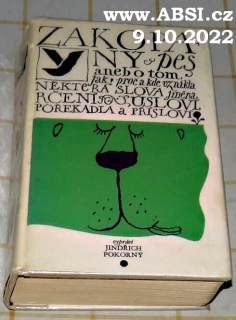 www.ABSI.cz
9.10.2022
ZAKOPA
NÝ pes
aneb o tom,
jak, proč a kde vznikla
NĚKTERÁ SLOVA jména,
RČENÍ, ÚSLOVÍ,
POŘEKADLA a PŘÍSLOVÍ
vypráví
JINDŘICH
POKORNÝ